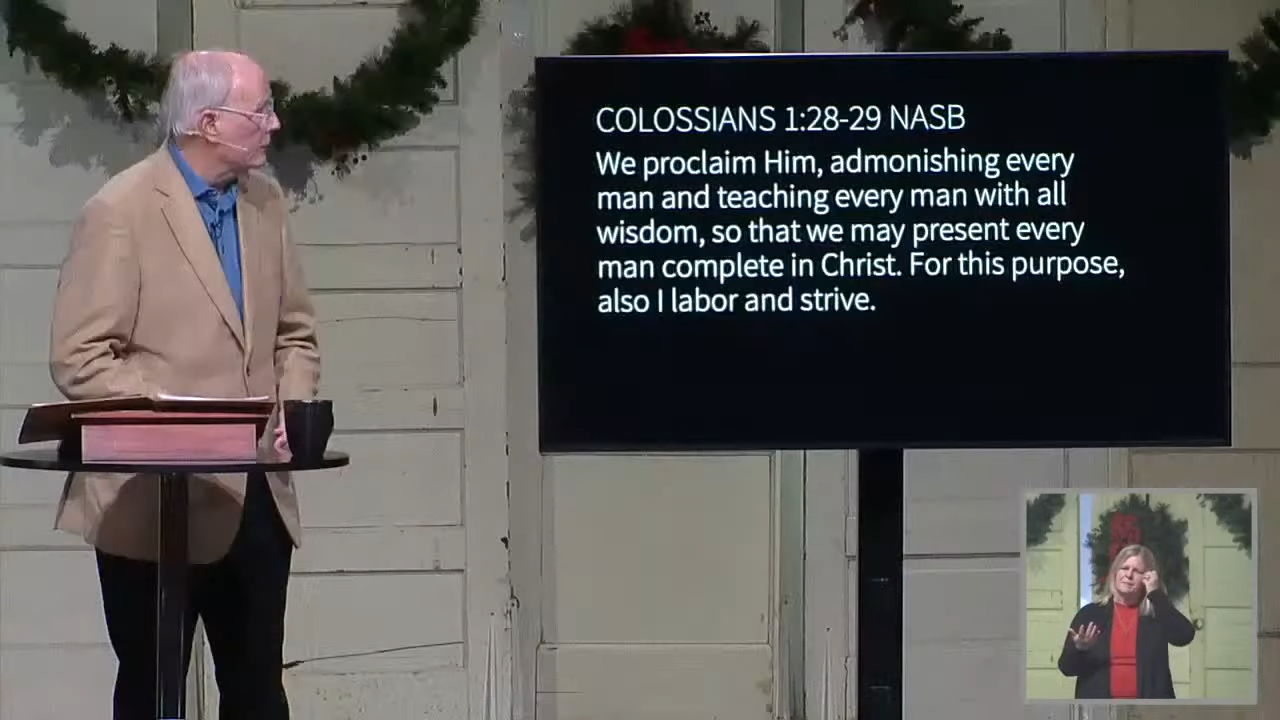 COLOSSIANS 1:28-29 NASB
We proclaim Him, admonishing every
man and teaching every man with all
wisdom, so that we may present every
man complete in Christ. For this purpose,
also I labor and strive.